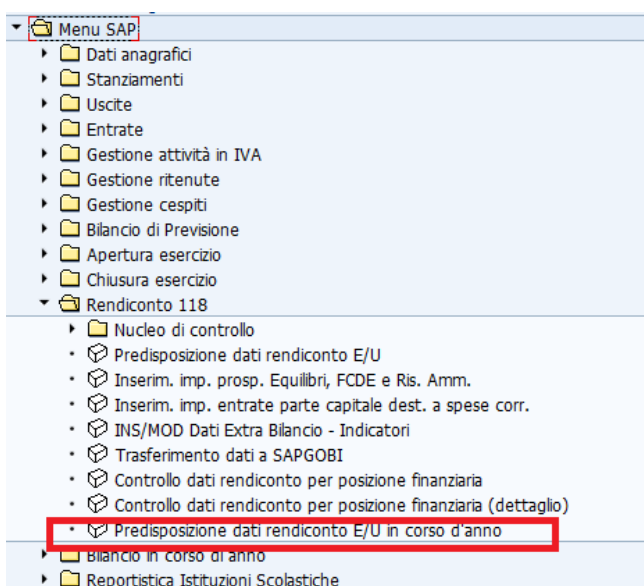 Menu SAP
Dati anagrafici
Stanziamenti
Uscite
Entrate
Gestione attività in IVA
Gestione ritenute
Gestione cespiti
Bilancio di Previsione
Apertura esercizio
Chiusura esercizio
Rendiconto 118
Nucleo di controllo
Predisposizione dati rendiconto E/U
Inserim. imp. prosp. Equilibri, FCDE e Ris. Amm.
Inserim. imp. entrate parte capitale dest. a spese corr.
INS/MOD Dati Extra Bilancio - Indicatori
Trasferimento dati a SAPGOBI
Controllo dati rendiconto per posizione finanziaria
Controllo dati rendiconto per posizione finanziaria (dettaglio)
Predisposizione dati rendiconto E/U in corso d'anno
Bilancio in corso di anno
Reportistica Istituzioni Scolastiche